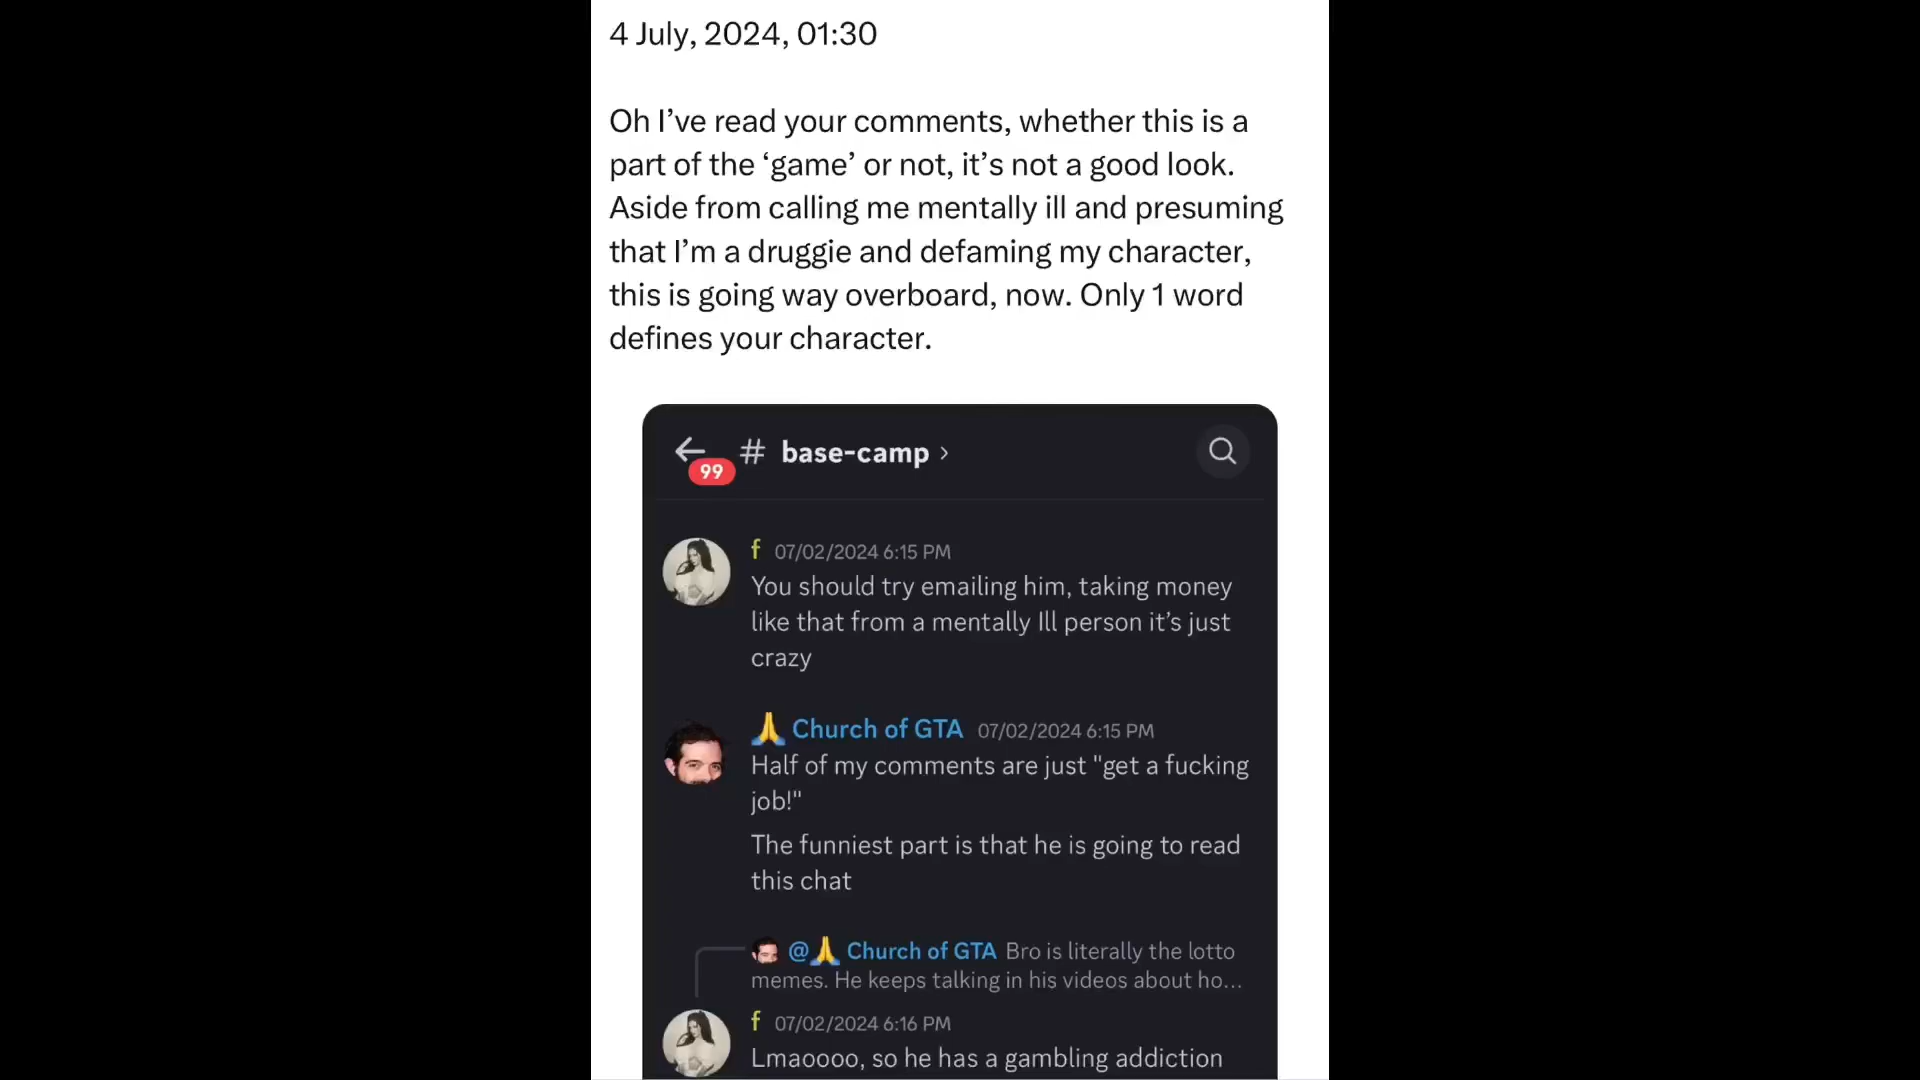 4 July, 2024, 01:30
Oh I’ve read your comments, whether this is a
part of the ‘game’ or not, it’s not a good look.
Aside from calling me mentally ill and presuming
that I’m a druggie and defaming my character,
this is going way overboard, now. Only 1 word
defines your character.
99 # base-camp ›
f 07/02/2024 6:15 PM
You should try emailing him, taking money
like that from a mentally Ill person it’s just
crazy
🙏 Church of GTA 07/02/2024 6:15 PM
Half of my comments are just "get a fucking
job!"
The funniest part is that he is going to read
this chat
@🙏 Church of GTA Bro is literally the lotto
memes. He keeps talking in his videos about ho...
f 07/02/2024 6:16 PM
Lmaoooo, so he has a gambling addiction